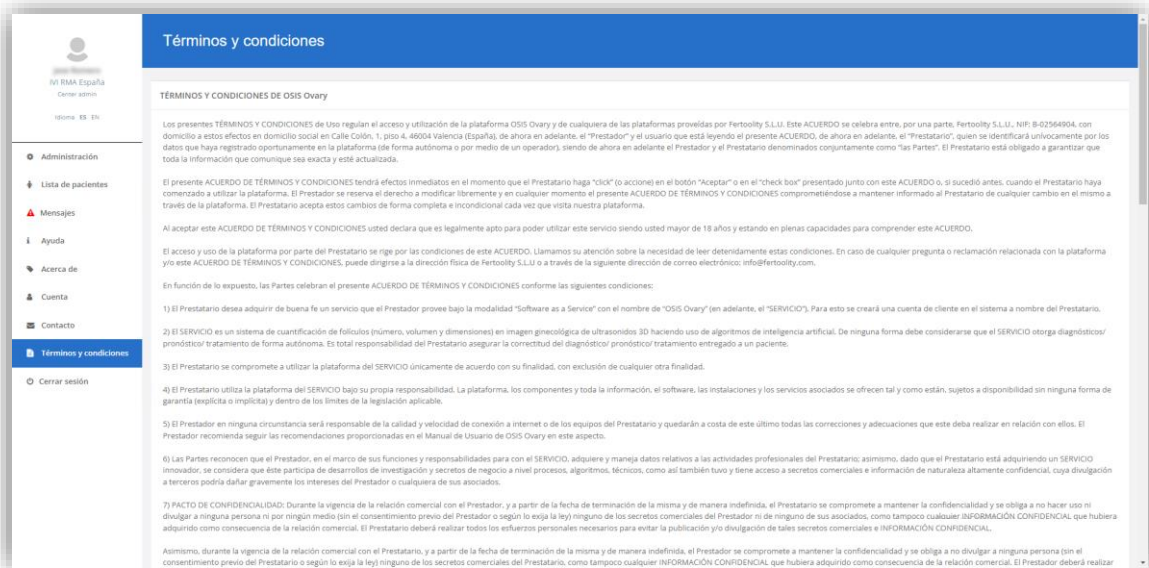 Términos y condiciones
IVI RMA España
Center admin
Idioma ES EN
Administración
Lista de pacientes
Mensajes
Ayuda
Acerca de
Cuenta
Contacto
Términos y condiciones
Cerrar sesión
TÉRMINOS Y CONDICIONES DE OSIS Ovary
Los presentes TÉRMINOS Y CONDICIONES de Uso regulan el acceso y utilización de la plataforma OSIS Ovary y de cualquiera de las plataformas proveídas por Fertoolity S.L.U. Este ACUERDO se celebra entre, por una parte, Fertoolity S.L.U., NIF: B-02564904, con
domicilio a estos efectos en domicilio social en Calle Colón, 1, piso 4, 46004 Valencia (España), de ahora en adelante, el "Prestador" y el usuario que está leyendo el presente ACUERDO, de ahora en adelante, el "Prestatario", quien se identificará unívocamente por los
datos que haya registrado oportunamente en la plataforma (de forma autónoma o por medio de un operador), siendo de ahora en adelante el Prestador y el Prestatario denominados conjuntamente como "las Partes". El Prestatario está obligado a garantizar que
toda la información que comunique sea exacta y esté actualizada.
El presente ACUERDO DE TÉRMINOS Y CONDICIONES tendrá efectos inmediatos en el momento que el Prestatario haga "click" (o accione) en el botón "Aceptar" o en el "check box" presentado junto con este ACUERDO o, si sucedió antes, cuando el Prestatario haya
comenzado a utilizar la plataforma. El Prestador se reserva el derecho a modificar libremente y en cualquier momento el presente ACUERDO DE TÉRMINOS Y CONDICIONES comprometiéndose a mantener informado al Prestatario de cualquier cambio en el mismo a
través de la plataforma. El Prestatario acepta estos cambios de forma completa e incondicional cada vez que visita nuestra plataforma.
Al aceptar este ACUERDO DE TÉRMINOS Y CONDICIONES usted declara que es legalmente apto para poder utilizar este servicio siendo usted mayor de 18 años y estando en plenas capacidades para comprender este ACUERDO.
El acceso y uso de la plataforma por parte del Prestatario se rige por las condiciones de este ACUERDO. Llamamos su atención sobre la necesidad de leer detenidamente estas condiciones. En caso de cualquier pregunta o reclamación relacionada con la plataforma
y/o este ACUERDO DE TÉRMINOS Y CONDICIONES, puede dirigirse a la dirección física de Fertoolity S.L.U o a través de la siguiente dirección de correo electrónico: info@fertoolity.com.
En función de lo expuesto, las Partes celebran el presente ACUERDO DE TÉRMINOS Y CONDICIONES conforme las siguientes condiciones:
1) El Prestatario desea adquirir de buena fe un servicio que el Prestador provee bajo la modalidad "Software as a Service" con el nombre de "OSIS Ovary" (en adelante, el "SERVICIO"). Para esto se creará una cuenta de cliente en el sistema a nombre del Prestatario.
2) El SERVICIO es un sistema de cuantificación de folículos (número, volumen y dimensiones) en imagen ginecológica de ultrasonidos 3D haciendo uso de algoritmos de inteligencia artificial. De ninguna forma debe considerarse que el SERVICIO otorga diagnósticos/
pronóstico/ tratamiento de forma autónoma. Es total responsabilidad del Prestatario asegurar la correctitud del diagnóstico/ pronóstico/ tratamiento entregado a un paciente.
3) El Prestatario se compromete a utilizar la plataforma del SERVICIO únicamente de acuerdo con su finalidad, con exclusión de cualquier otra finalidad.
4) El Prestatario utiliza la plataforma del SERVICIO bajo su propia responsabilidad. La plataforma, los componentes y toda la información, el software, las instalaciones y los servicios asociados se ofrecen tal y como están, sujetos a disponibilidad sin ninguna forma de
garantía (explícita o implícita) y dentro de los límites de la legislación aplicable.
5) El Prestador en ninguna circunstancia será responsable de la calidad y velocidad de conexión a internet o de los equipos del Prestatario y quedarán a costa de este último todas las correcciones y adecuaciones que este deba realizar en relación con ellos. El
Prestador recomienda seguir las recomendaciones proporcionadas en el Manual de Usuario de OSIS Ovary en este aspecto.
6) Las Partes reconocen que el Prestador, en el marco de sus funciones y responsabilidades para con el SERVICIO, adquiere y maneja datos relativos a las actividades profesionales del Prestatario; asimismo, dado que el Prestatario está adquiriendo un SERVICIO
innovador, se considera que éste participa de desarrollos de investigación y secretos de negocio a nivel procesos, algoritmos, técnicos, como así también tuvo y tiene acceso a secretos comerciales e información de naturaleza altamente confidencial, cuya divulgación
a terceros podría dañar gravemente los intereses del Prestador o cualquiera de sus asociados.
7) PACTO DE CONFIDENCIALIDAD: Durante la vigencia de la relación comercial con el Prestador, y a partir de la fecha de terminación de la misma y de manera indefinida, el Prestatario se compromete a mantener la confidencialidad y se obliga a no hacer uso ni
divulgar a ninguna persona ni por ningún medio (sin el consentimiento previo del Prestador o según lo exija la ley) ninguno de los secretos comerciales del Prestador ni de ninguno de sus asociados, como tampoco cualquier INFORMACIÓN CONFIDENCIAL que hubiera
adquirido como consecuencia de la relación comercial. El Prestatario deberá realizar todos los esfuerzos personales necesarios para evitar la publicación y/o divulgación de tales secretos comerciales e INFORMACIÓN CONFIDENCIAL.
Asimismo, durante la vigencia de la relación comercial con el Prestatario, y a partir de la fecha de terminación de la misma y de manera indefinida, el Prestador se compromete a mantener la confidencialidad y se obliga a no divulgar a ninguna persona (sin el
consentimiento previo del Prestatario o según lo exija la ley) ninguno de los secretos comerciales del Prestatario, como tampoco cualquier INFORMACIÓN CONFIDENCIAL que hubiera adquirido como consecuencia de la relación comercial. El Prestador deberá realizar